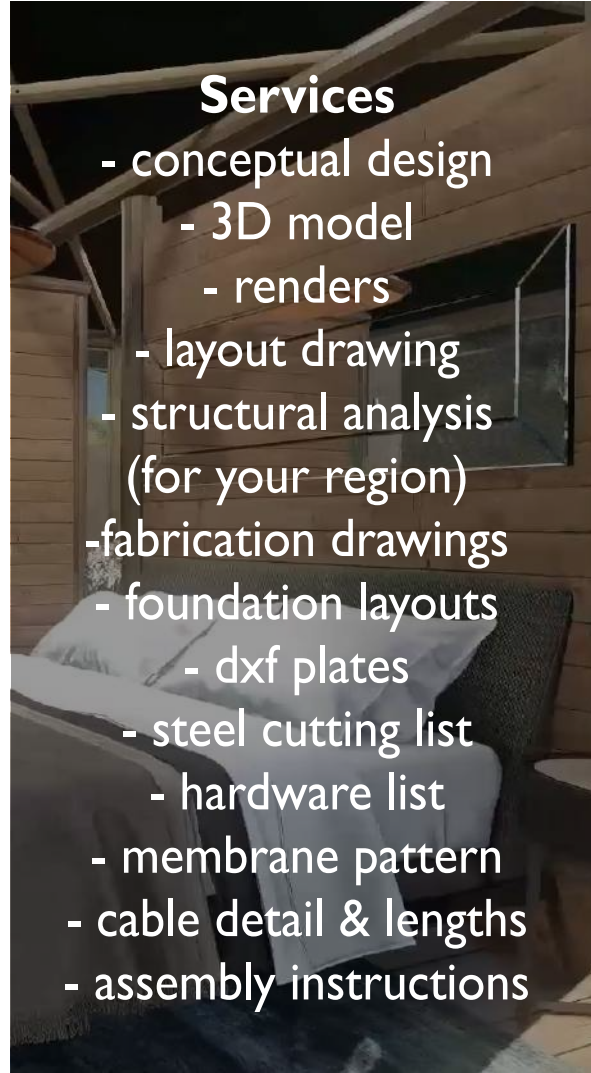 Services
- conceptual design
- 3D model
- renders
- layout drawing
- structural analysis
(for your region)
-fabrication drawings
- foundation layouts
- dxf plates
- steel cutting list
- hardware list
- membrane pattern
- cable detail & lengths
- assembly instructions